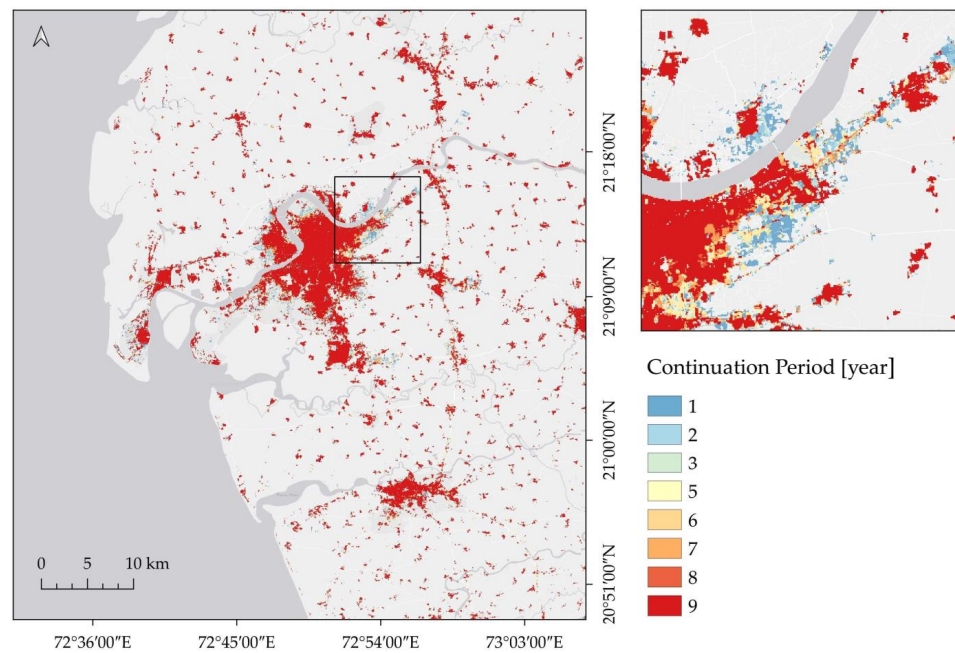 21°18′00″N
21°09′00″N
21°00′00″N
20°51′00″N
0 5 10 km
72°36′00″E 72°45′00″E 72°54′00″E 73°03′00″E
Continuation Period [year]
1
2
3
5
6
7
8
9